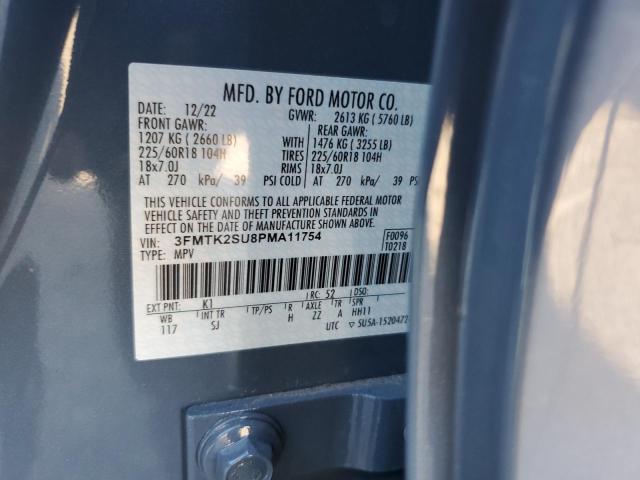 MFD. BY FORD MOTOR CO.
DATE: 12/22 GVWR: 2613 KG ( 5760 LB)
FRONT GAWR: REAR GAWR:
1207 KG ( 2660 LB) WITH 1476 KG ( 3255 LB)
225/60R18 104H TIRES 225/60R18 104H
18x7.0J RIMS 18x7.0J
AT 270 kPa/ 39 PSI COLD AT 270 kPa/ 39 PSI
THIS VEHICLE CONFORMS TO ALL APPLICABLE FEDERAL MOTOR
VEHICLE SAFETY AND THEFT PREVENTION STANDARDS IN
EFFECT ON THE DATE OF MANUFACTURE SHOWN ABOVE.
VIN: 3FMTK2SU8PMA11754 F0096
TYPE: MPV T0218
EXT PNT: K1 RC: 52 DSO:
WB INT TR TP/PS R AXLE TR SPR
117 SJ H ZZ A HH11
UTC ▽ SU5A-1520472